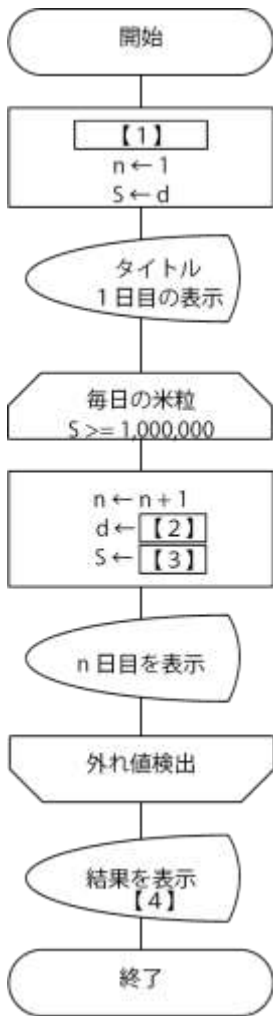 開始
【1】
n ← 1
S ← d
タイトル
1日目の表示
毎日の米粒
S >= 1,000,000
n ← n + 1
d ← 【2】
S ← 【3】
n 日目を表示
外れ値検出
結果を表示
【4】
終了